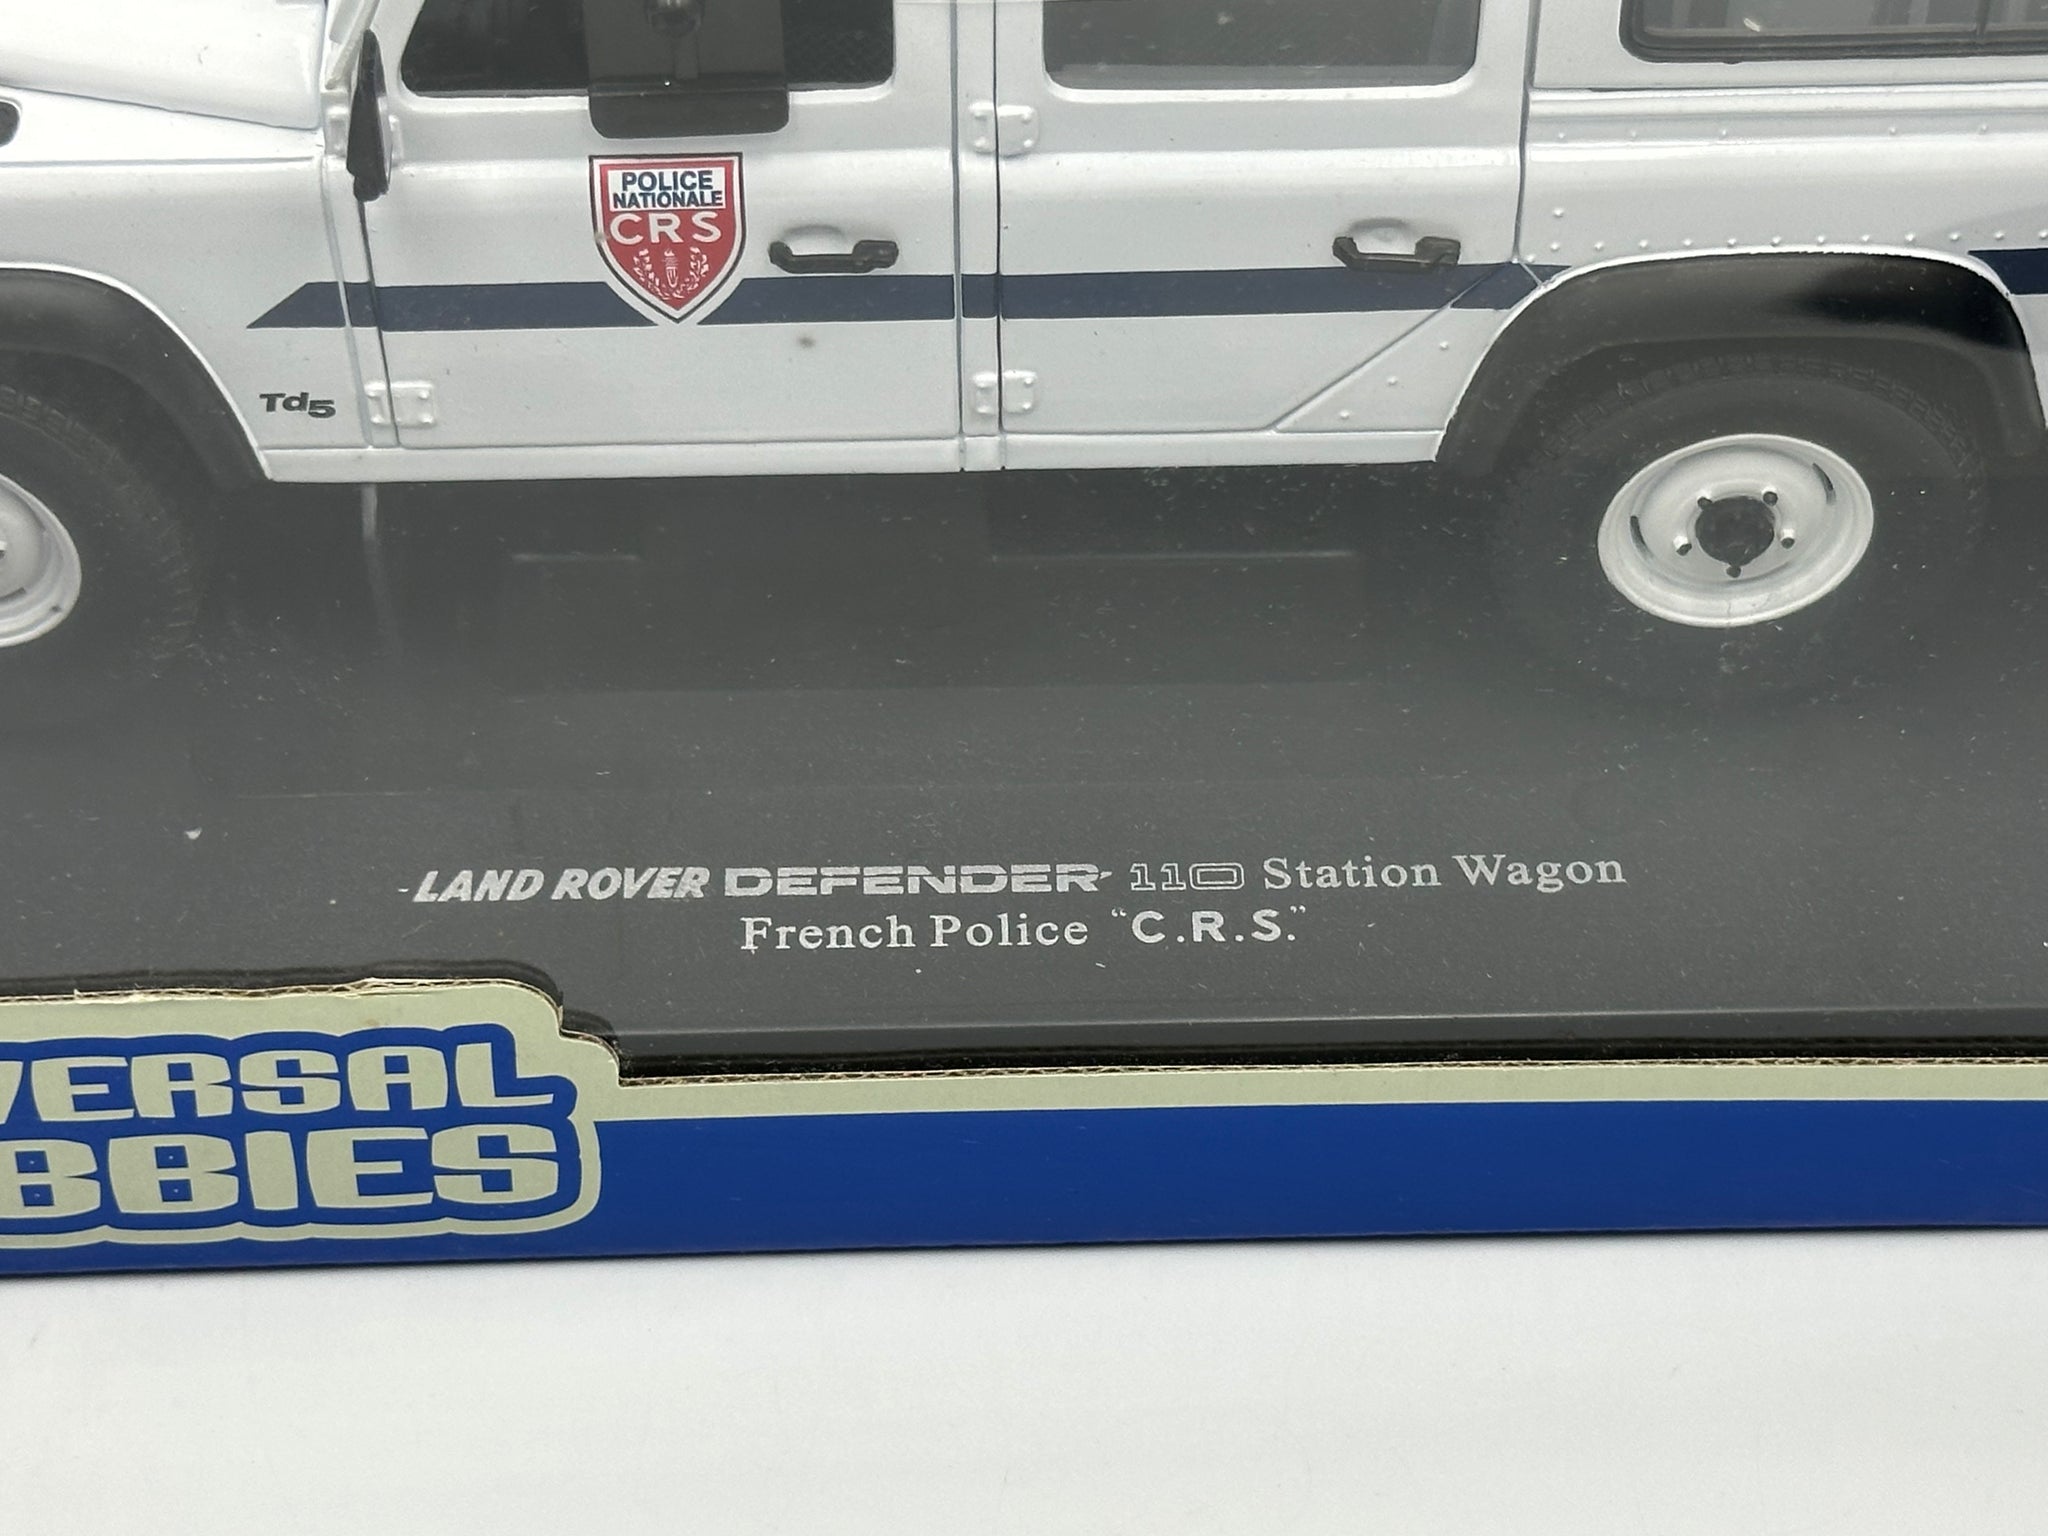 POLICE
NATIONALE
CRS
Td5
LAND ROVER DEFENDER 110 Station Wagon
French Police “C.R.S.”
VERSAL
BBIES